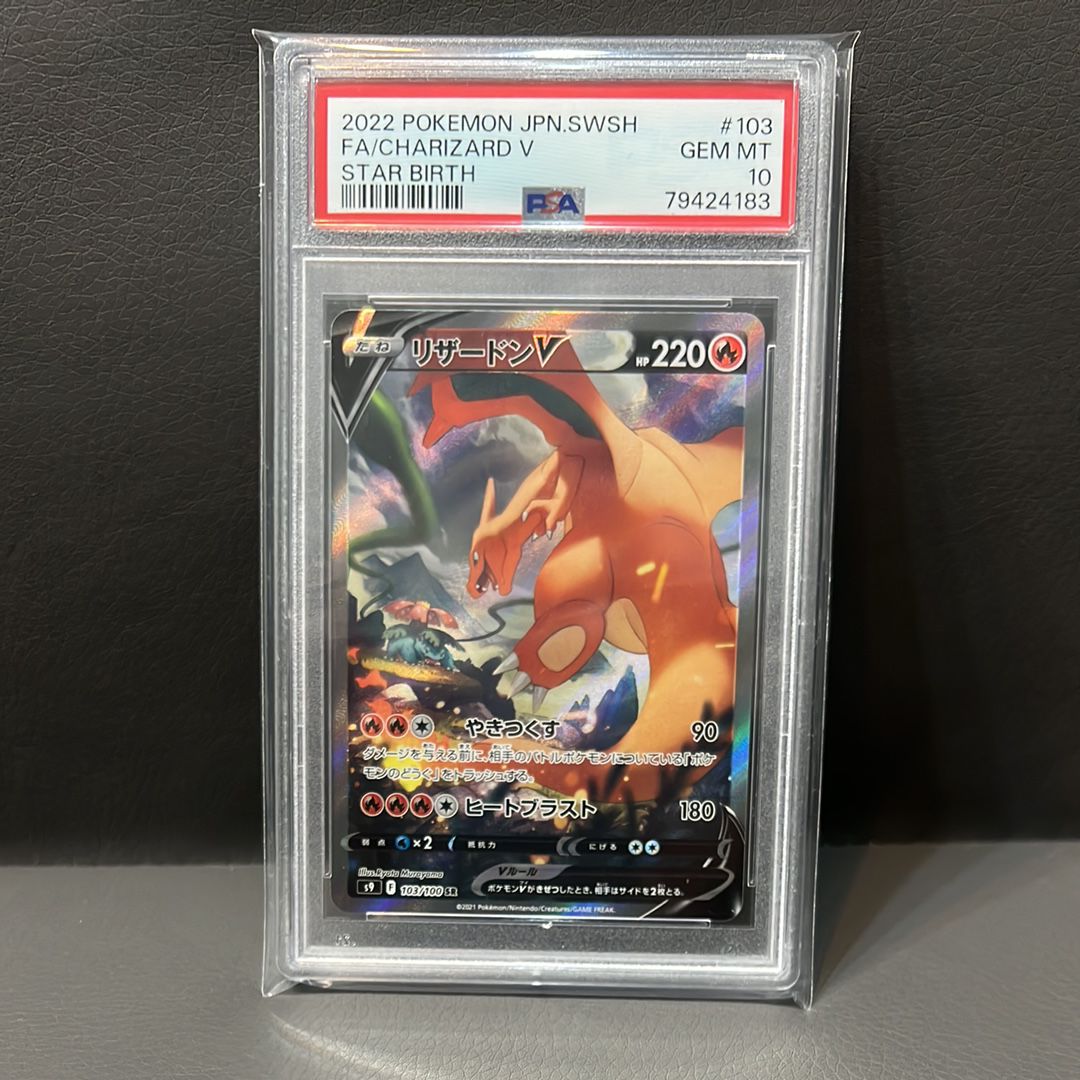 2022 POKEMON JPN.SWSH #103
FA/CHARIZARD V GEM MT
STAR BIRTH 10
PSA 79424183
たね リザードンV HP 220
やきつくす 90
ダメージを与える前に、相手のバトルポケモンについている「ポケ
モンのどうぐ」をトラッシュする。
ヒートブラスト 180
弱点 ×2 抵抗力 にげる
Illus. Ryota Murayama
Vルール
s9 F 103/100 SR ポケモンVがきぜつしたとき、相手はサイドを2枚とる。
©2021 Pokémon/Nintendo/Creatures/GAME FREAK.